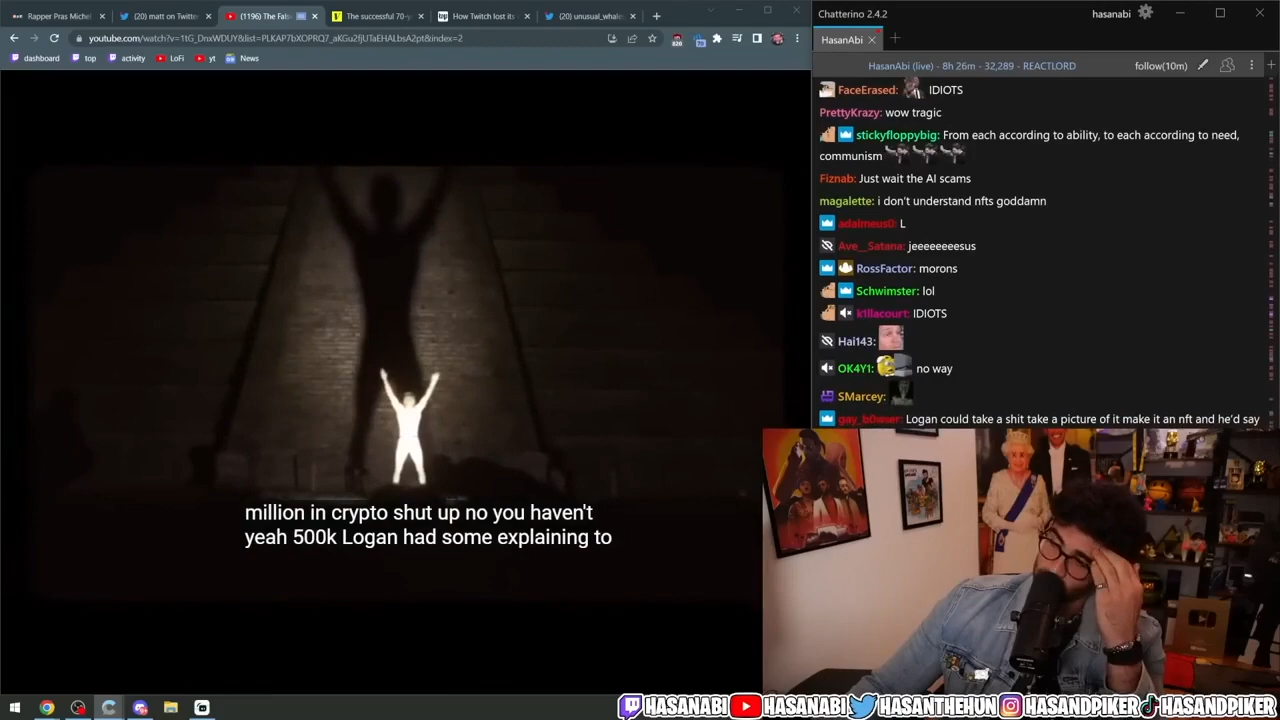 Rapper Pras Michel
(20) matt on Twitter
(1196) The Fals
The successful 70-y
How Twitch lost its
(20) unusual_whale
youtube.com/watch?v=1tG_DnxWDUY&list=PLKAP7bXOPRQ7_aKGu2fjUTaEHALbsA2pt&index=2
dashboard
top
activity
LoFi
yt
News
million in crypto shut up no you haven't
yeah 500k Logan had some explaining to
Chatterino 2.4.2
hasanabi
HasanAbi
HasanAbi (live) - 8h 26m - 32,289 - REACTLORD
follow(10m)
FaceErased: IDIOTS
PrettyKrazy: wow tragic
stickyfloppybig: From each according to ability, to each according to need,
communism
Fiznab: Just wait the AI scams
magalette: i don't understand nfts goddamn
adalmeus0: L
Ave__Satana: jeeeeeeeesus
RossFactor: morons
Schwimster: lol
k1llacourt: IDIOTS
Hai143:
OK4Y1: no way
SMarcey:
gay_b0wser: Logan could take a shit take a picture of it make it an nft and he'd say
HASANABI
HASANABI
HASANTHEHUN
HASANDPIKER
HASANDPIKER